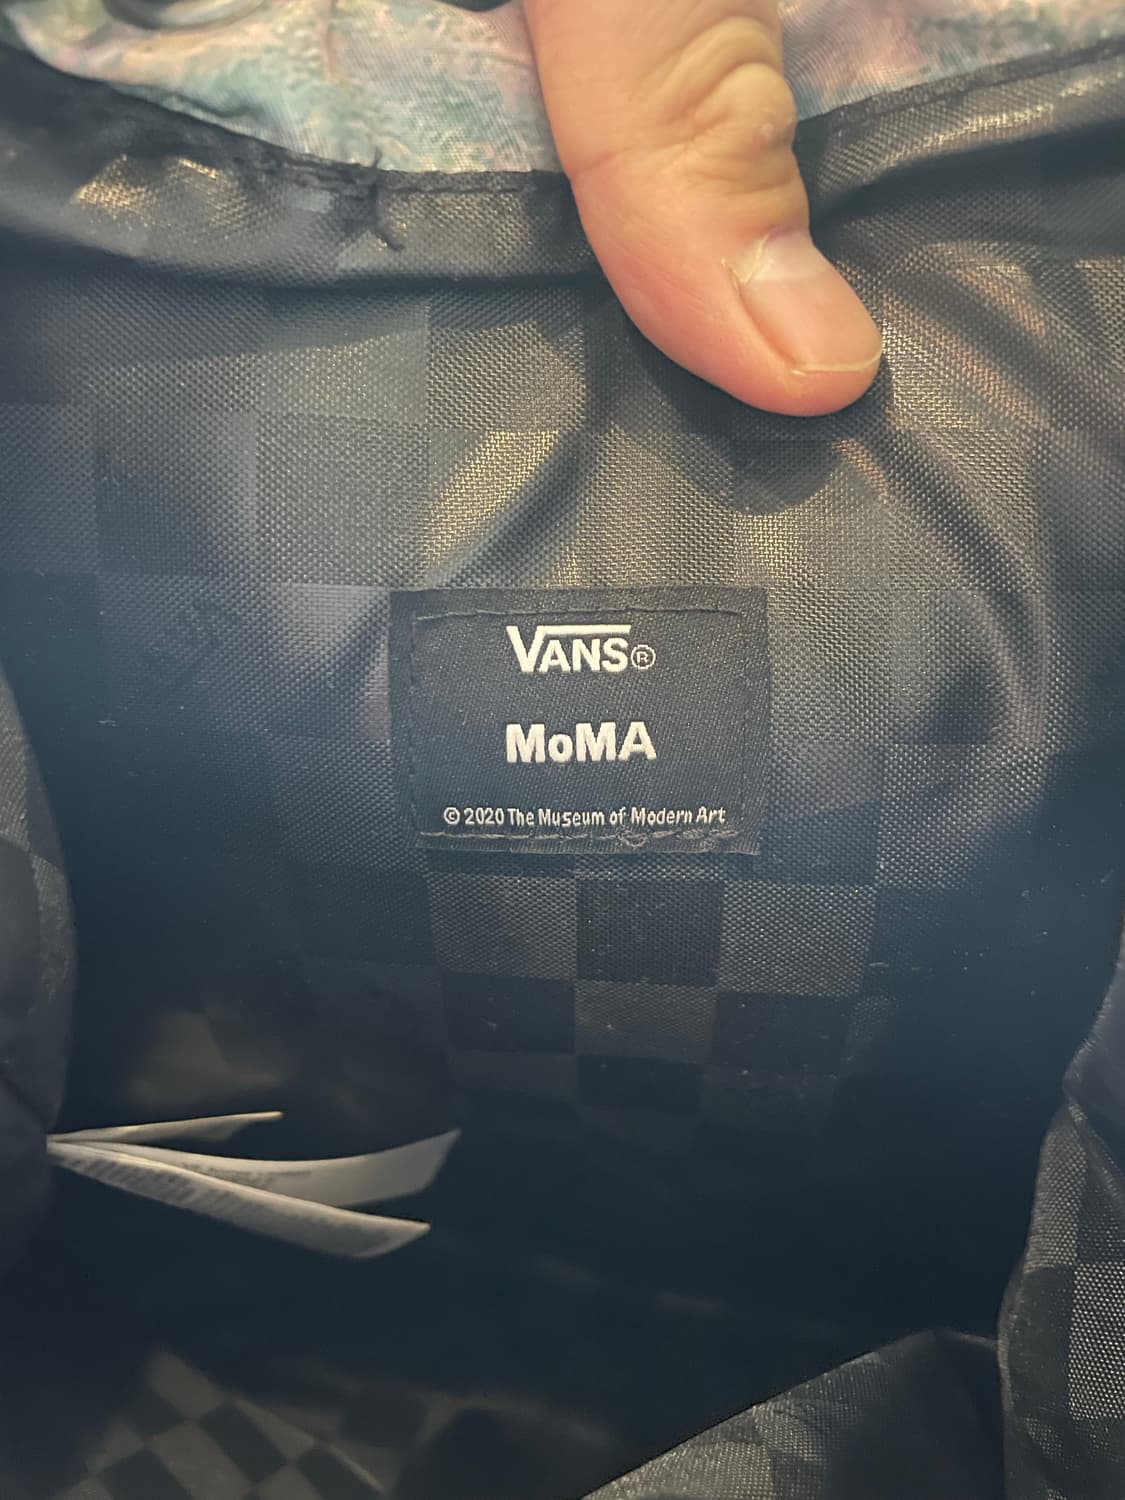 VANS®
MoMA
© 2020 The Museum of Modern Art